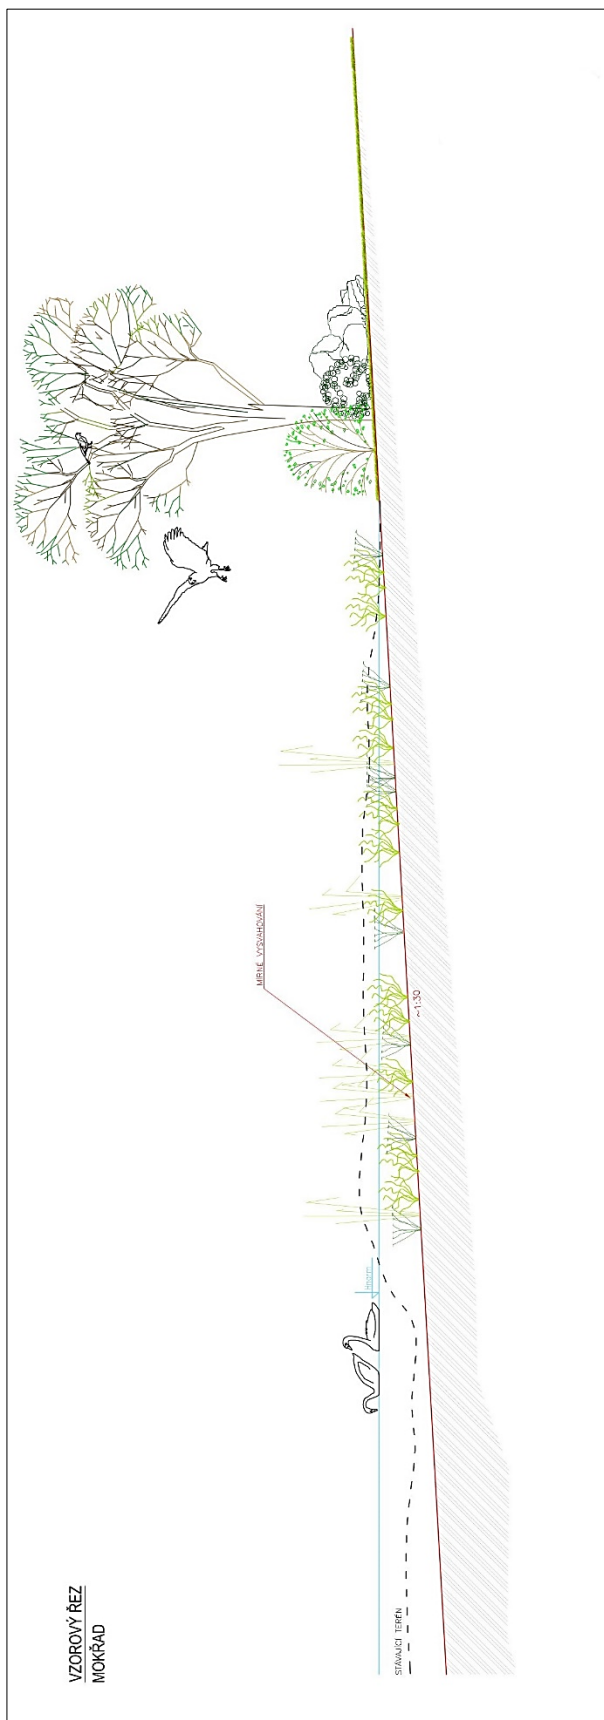 VZOROVÝ ŘEZ
MOKŘAD
STÁVAJÍCÍ TERÉN
MÍRNÉ VYSVAHOVÁNÍ
~1:30